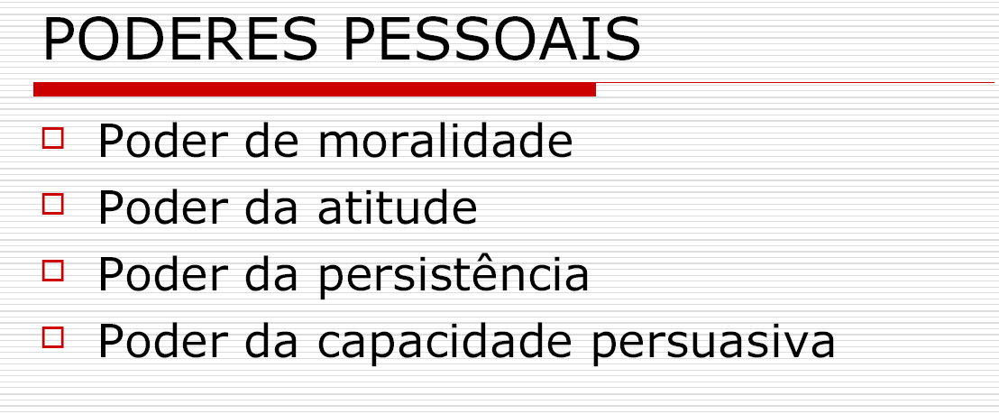 PODERES PESSOAIS
Poder de moralidade
Poder da atitude
Poder da persistência
Poder da capacidade persuasiva